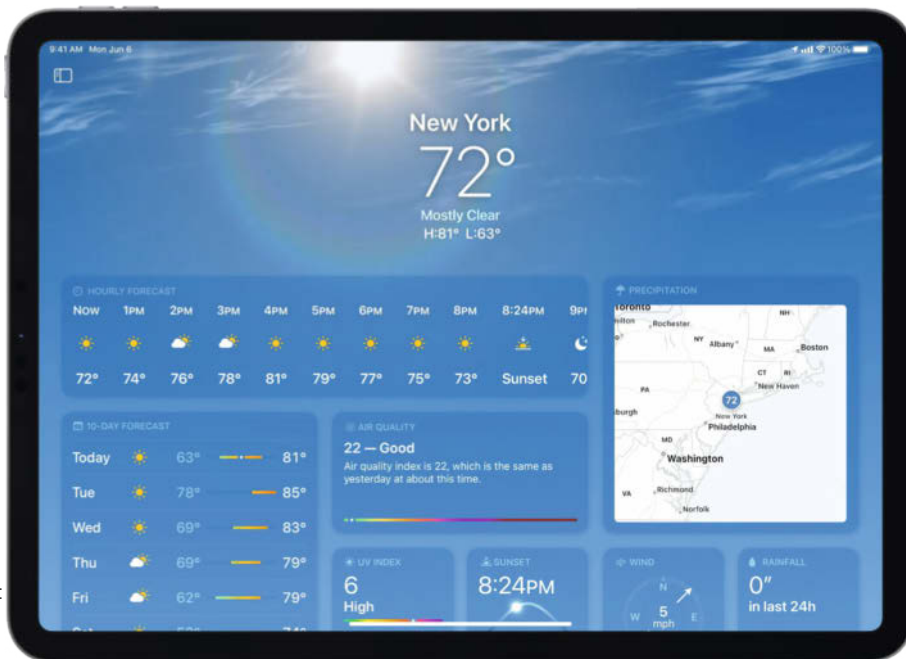 9:41 AM Mon Jun 6
100%
New York
72°
Mostly Clear
H:81° L:63°
HOURLY FORECAST
Now 1PM 2PM 3PM 4PM 5PM 6PM 7PM 8PM 8:24PM
72° 74° 76° 78° 81° 79° 77° 75° 73° Sunset 70
PRECIPITATION
Toronto
NH
Rochester
NY Albany
MA Boston
CT RI
New Haven
PA
72
New York
burgh
Philadelphia
MD
Washington
VA
Richmond
Norfolk
10-DAY FORECAST
Today 63° 81°
Tue 78° 85°
Wed 69° 83°
Thu 69° 79°
Fri 62° 79°
AIR QUALITY
22 — Good
Air quality index is 22, which is the same as
yesterday at about this time.
UV INDEX
6
High
SUNSET
8:24PM
WIND
N
W 5 E
mph
RAINFALL
0"
in last 24h